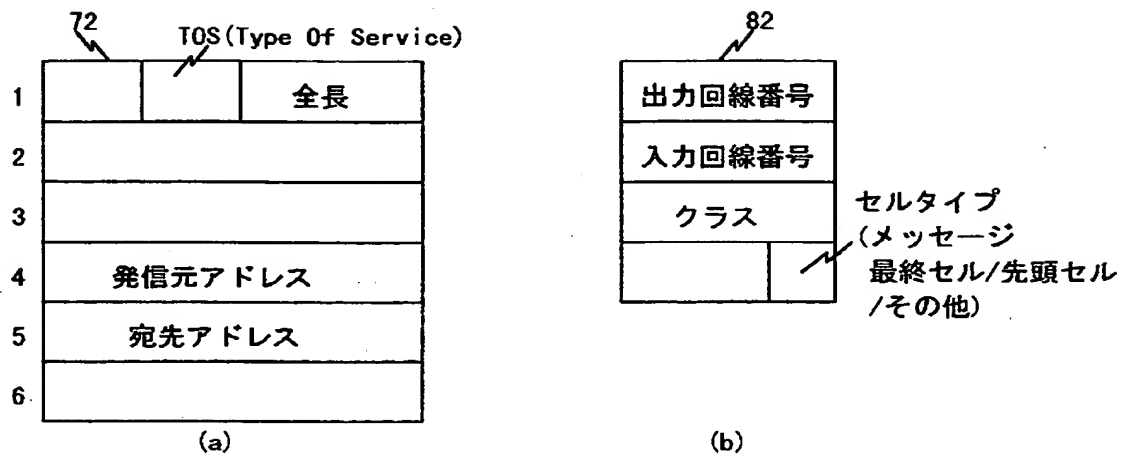 72
TOS(Type Of Service)
1
全長
2
3
4
発信元アドレス
5
宛先アドレス
6
(a)
82
出力回線番号
入力回線番号
クラス
セルタイプ
(メッセージ
最終セル/先頭セル
/その他)
(b)